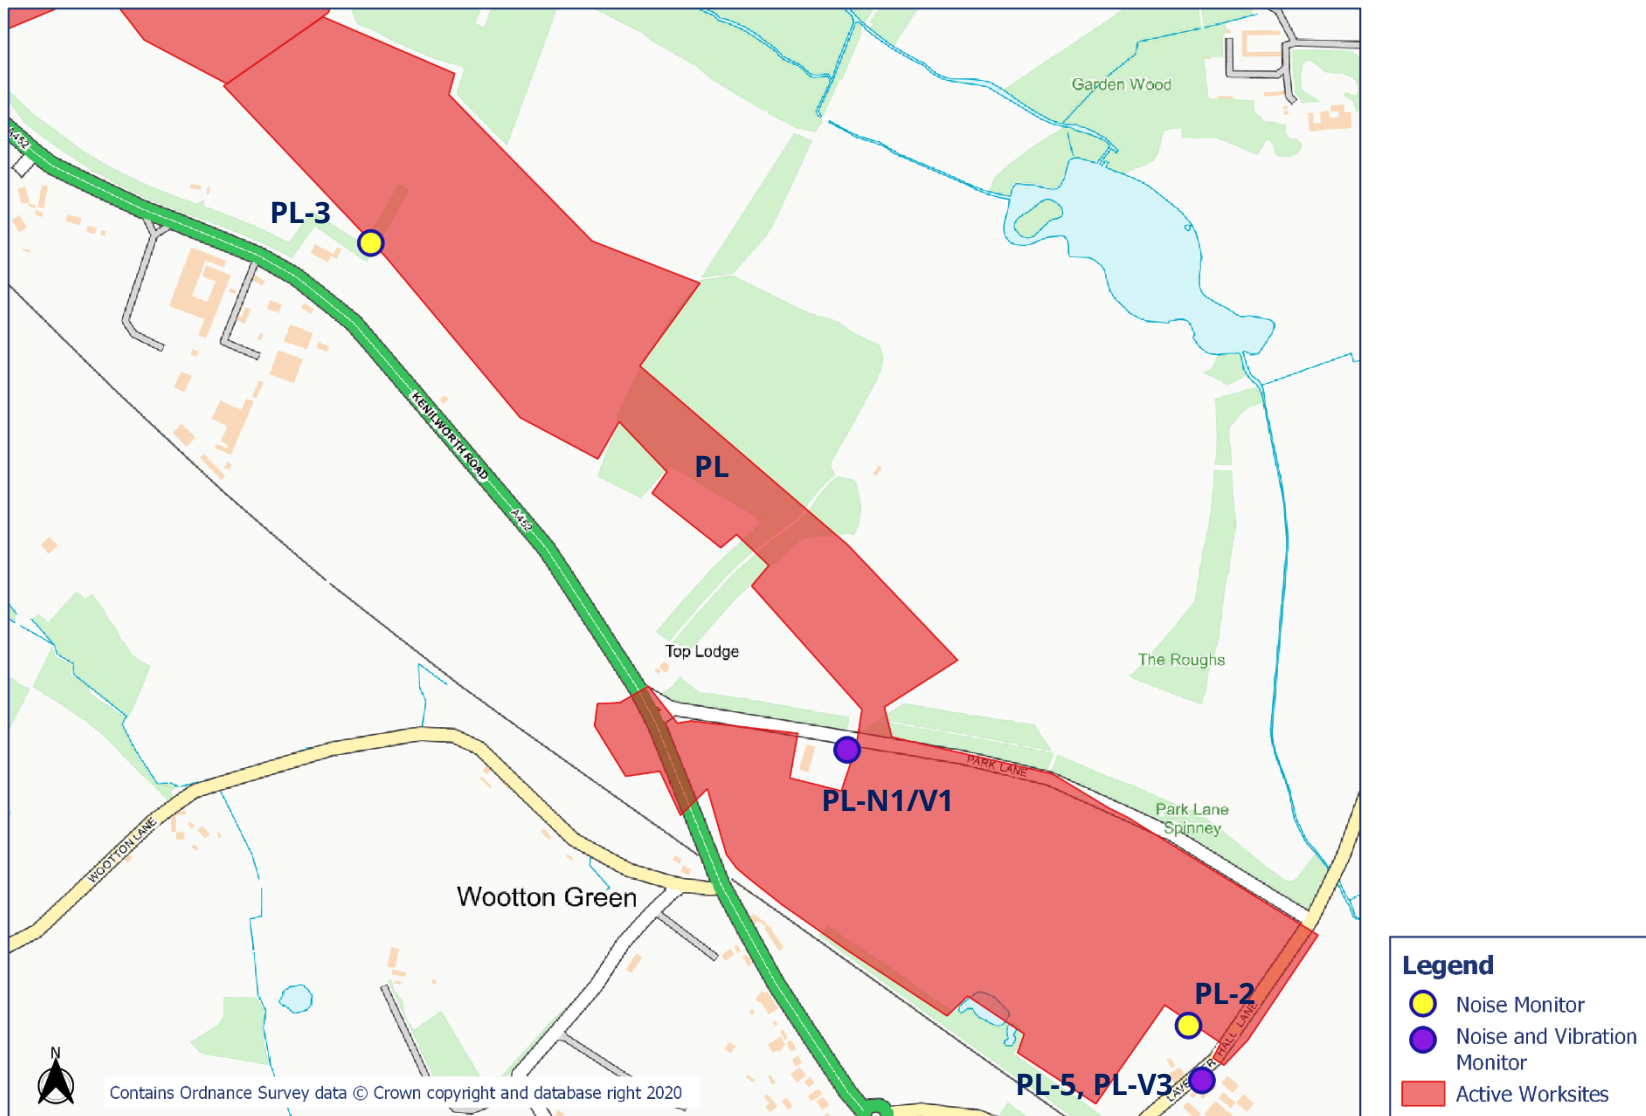 Garden Wood
A452
PL-3
KENILWORTH ROAD
PL
A452
Top Lodge
The Roughs
PARK LANE
PL-N1/V1
Park Lane
Spinney
WOOTTON LANE
Wootton Green
PL-2
HALL LANE
PL-5, PL-V3
N
Contains Ordnance Survey data © Crown copyright and database right 2020
Legend
Noise Monitor
Noise and Vibration
Monitor
Active Worksites